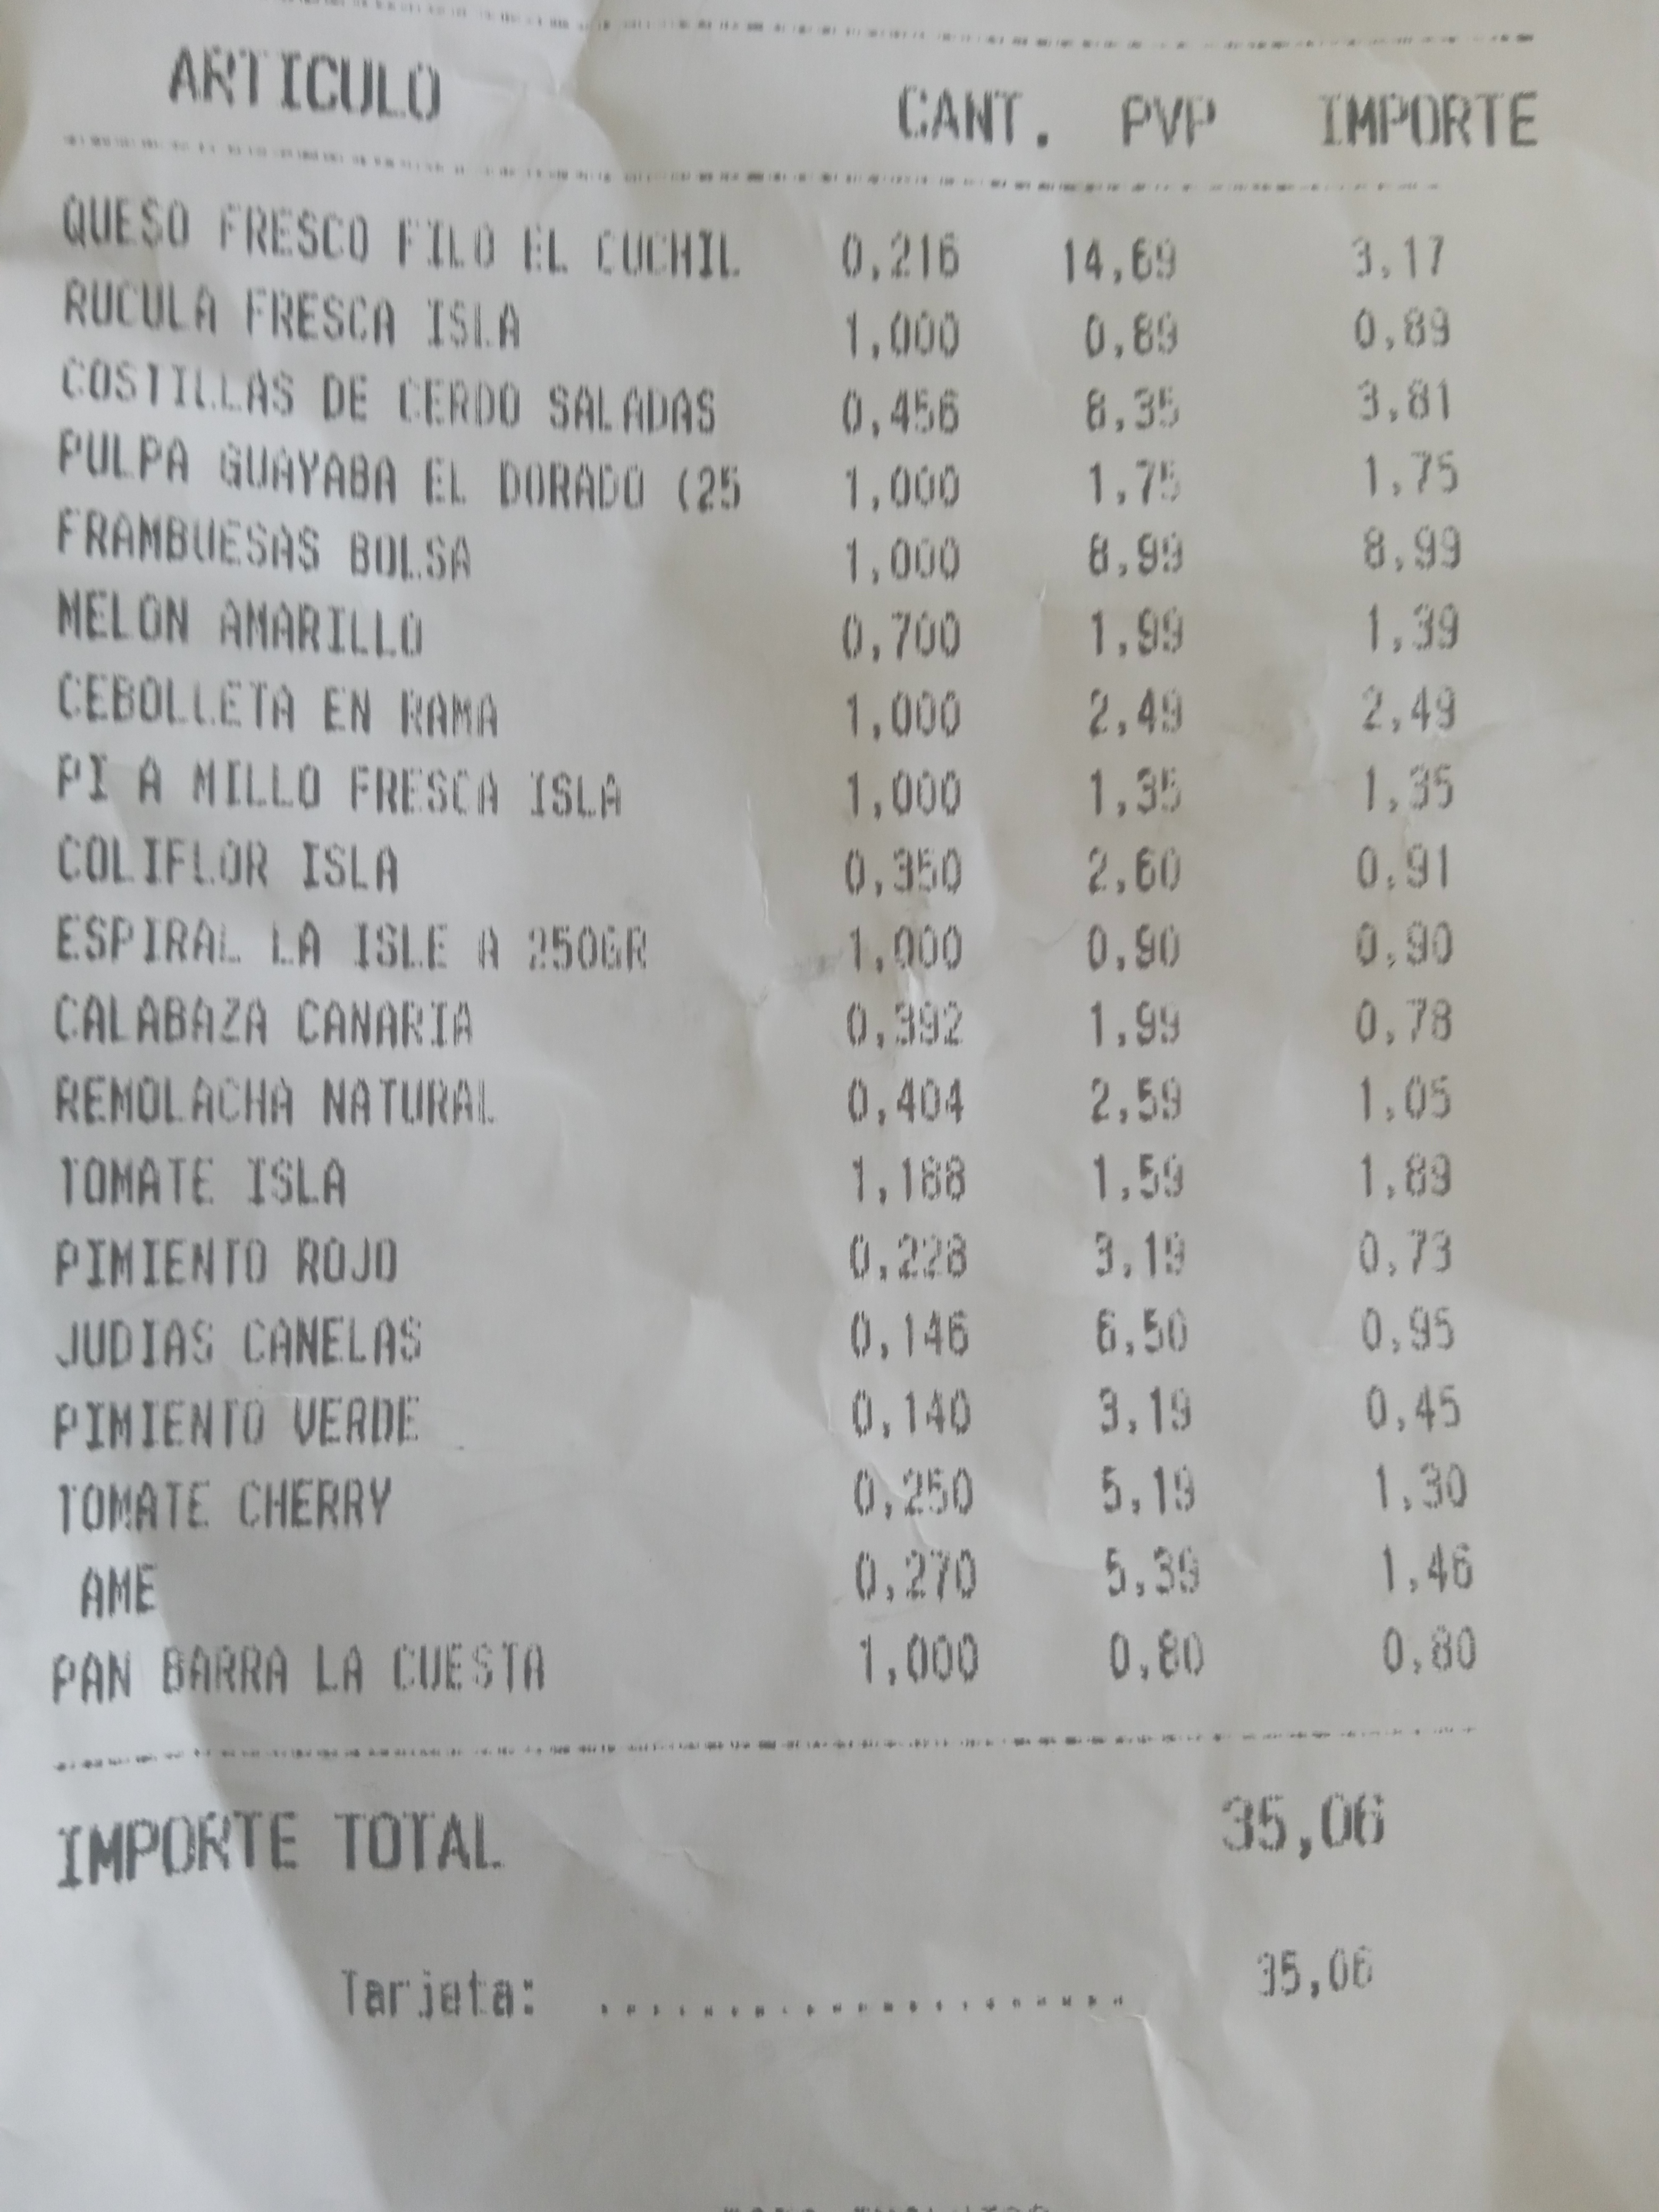 ARTICULO CANT. PVP IMPORTE
QUESO FRESCO FILO EL CUCHIL 0,216 14,69 3,17
RUCULA FRESCA ISLA 1,000 0,89 0,89
COSTILLAS DE CERDO SALADAS 0,456 8,35 3,81
PULPA GUAYABA EL DORADO (25 1,000 1,75 1,75
FRAMBUESAS BOLSA 1,000 8,99 8,99
MELON AMARILLO 0,700 1,99 1,39
CEBOLLETA EN RAMA 1,000 2,49 2,49
PI A MILLO FRESCA ISLA 1,000 1,35 1,35
COLIFLOR ISLA 0,350 2,60 0,91
ESPIRAL LA ISLE A 250GR 1,000 0,90 0,90
CALABAZA CANARIA 0,392 1,99 0,78
REMOLACHA NATURAL 0,404 2,59 1,05
TOMATE ISLA 1,188 1,59 1,89
PIMIENTO ROJO 0,228 3,19 0,73
JUDIAS CANELAS 0,146 6,50 0,95
PIMIENTO VERDE 0,140 3,19 0,45
TOMATE CHERRY 0,250 5,19 1,30
AME 0,270 5,39 1,46
PAN BARRA LA CUESTA 1,000 0,80 0,80
IMPORTE TOTAL 35,06
Tarjeta: .................... 35,06